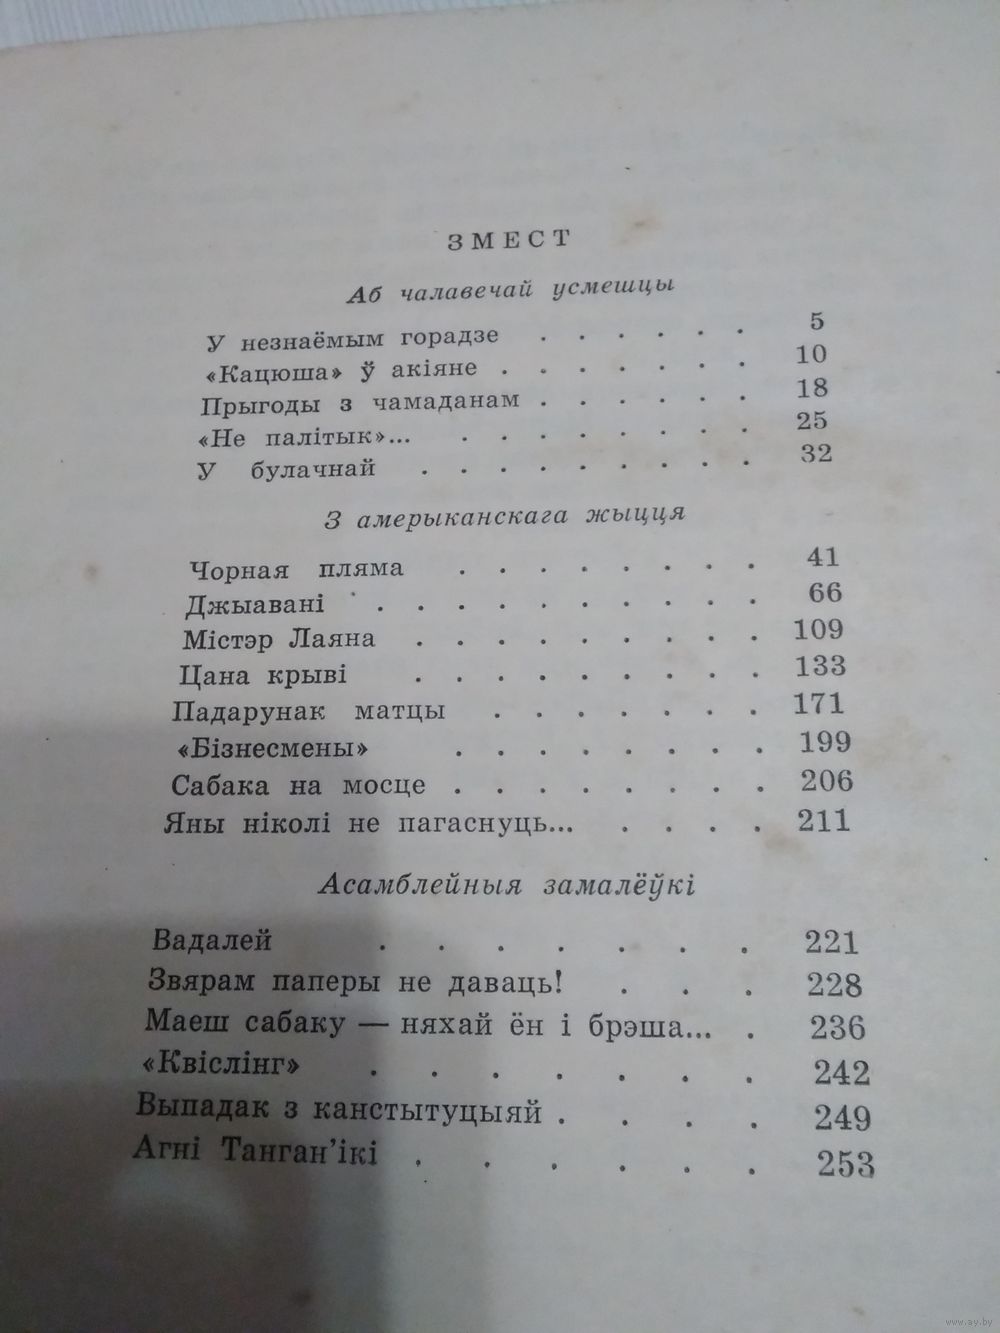 ЗМЕСТ
Аб чалавечай усмешцы
У незнаёмым горадзе . . . . . . 5
«Кацюша» ў акіяне . . . . . . . 10
Прыгоды з чамаданам . . . . . . 18
«Не палітык»... . . . . . . . . 25
У булачнай . . . . . . . . . 32
З амерыканскага жыцця
Чорная пляма . . . . . . . . 41
Джыавані . . . . . . . . . . 66
Містэр Лаяна . . . . . . . . . 109
Цана крыві . . . . . . . . . 133
Падарунак матцы . . . . . . . 171
«Бізнесмены» . . . . . . . . 199
Сабака на мосце . . . . . . . . 206
Яны ніколі не пагаснуць... . . . . 211
Асамблейныя замалёўкі
Вадалей . . . . . . . 221
Звярам паперы не даваць! . . . 228
Маеш сабаку — няхай ён і брэша... . 236
«Квіслінг» . . . . . . . 242
Выпадак з канстытуцыяй . . . . 249
Агні Танган’ікі . . . . . . 253
www.ay.by